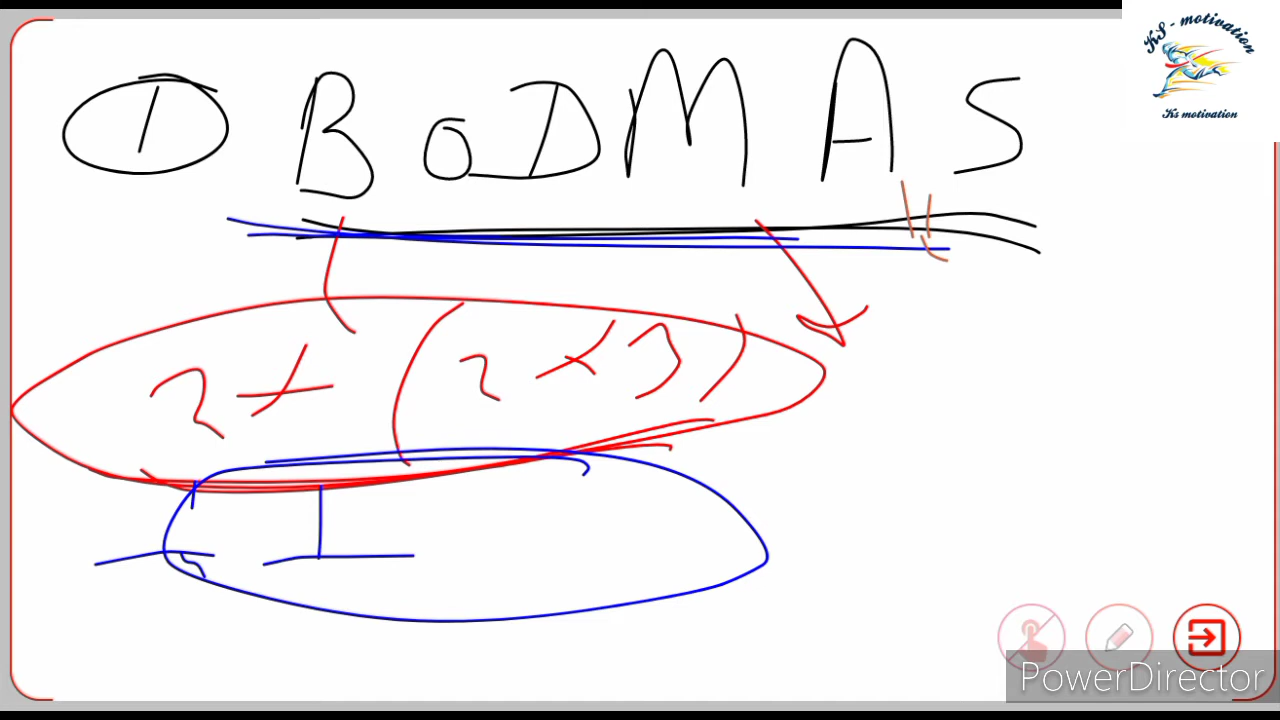 KS - motivation
Ks motivation
1 BODMAS
2+(2×3)
PowerDirector